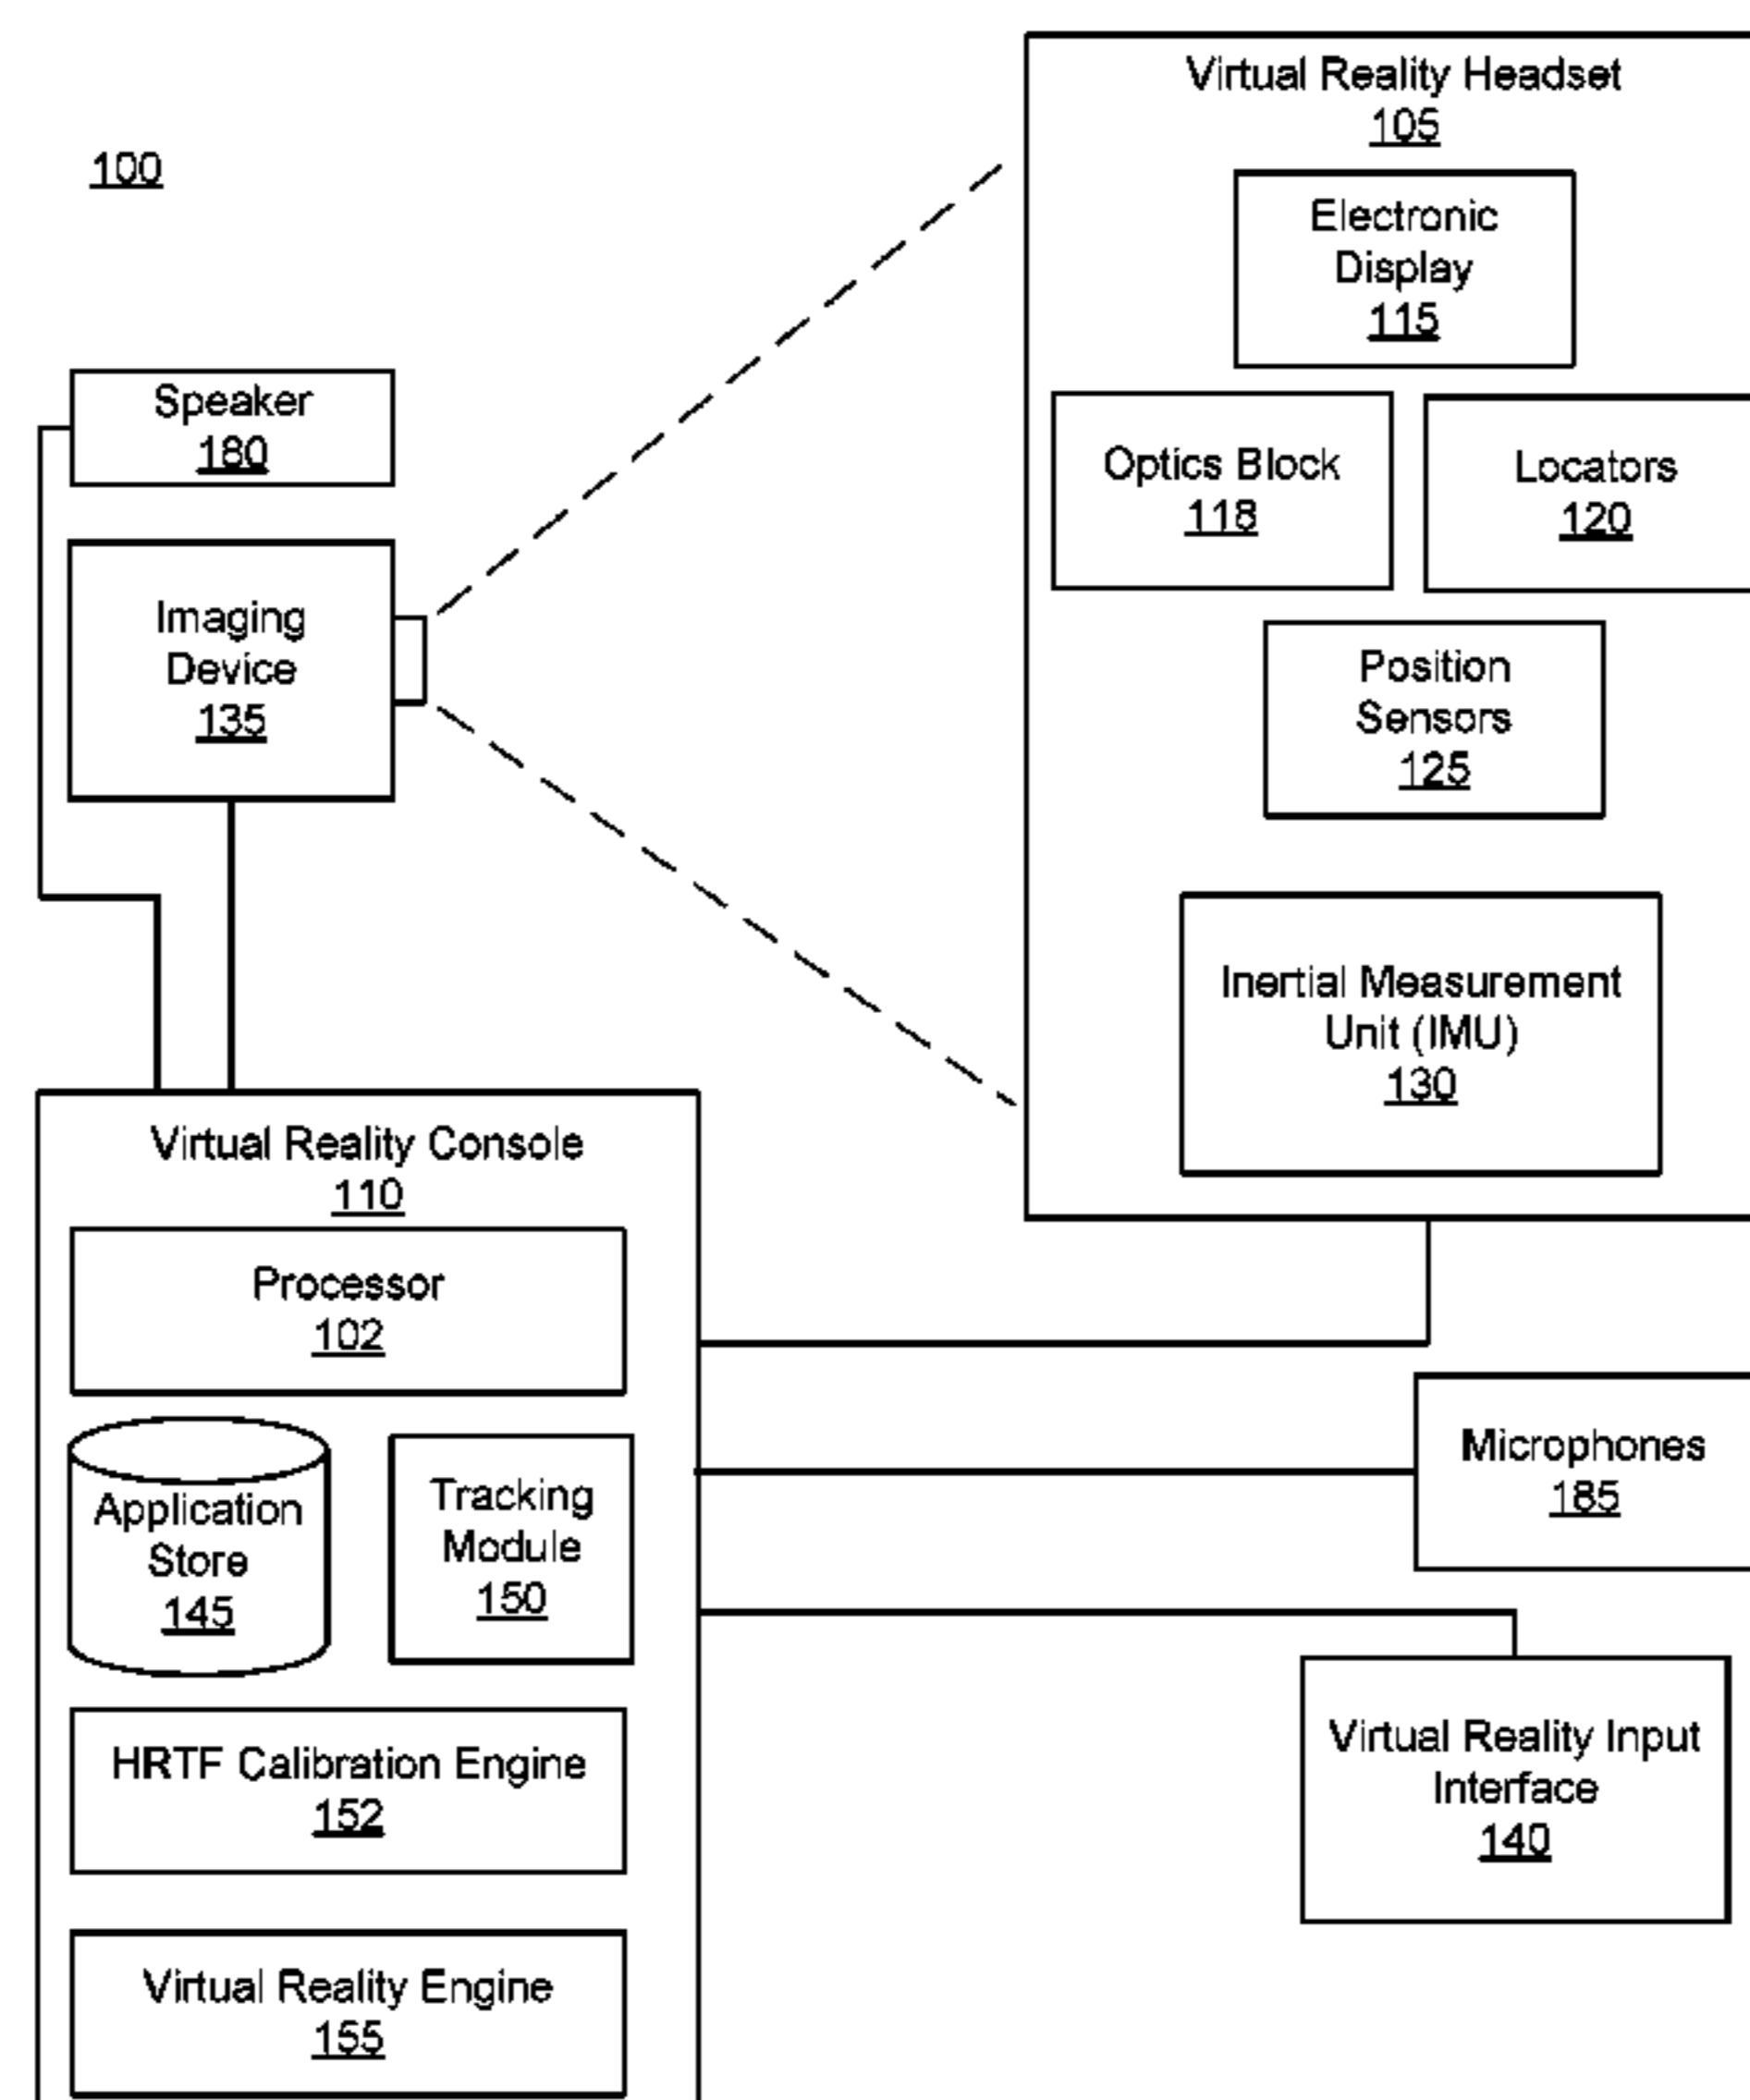 100
Virtual Reality Headset
105
Electronic
Display
115
Optics Block
118
Locators
120
Position
Sensors
125
Inertial Measurement
Unit (IMU)
130
Speaker
180
Imaging
Device
135
Virtual Reality Console
110
Processor
102
Application
Store
145
Tracking
Module
150
HRTF Calibration Engine
152
Virtual Reality Engine
155
Microphones
185
Virtual Reality Input
Interface
140